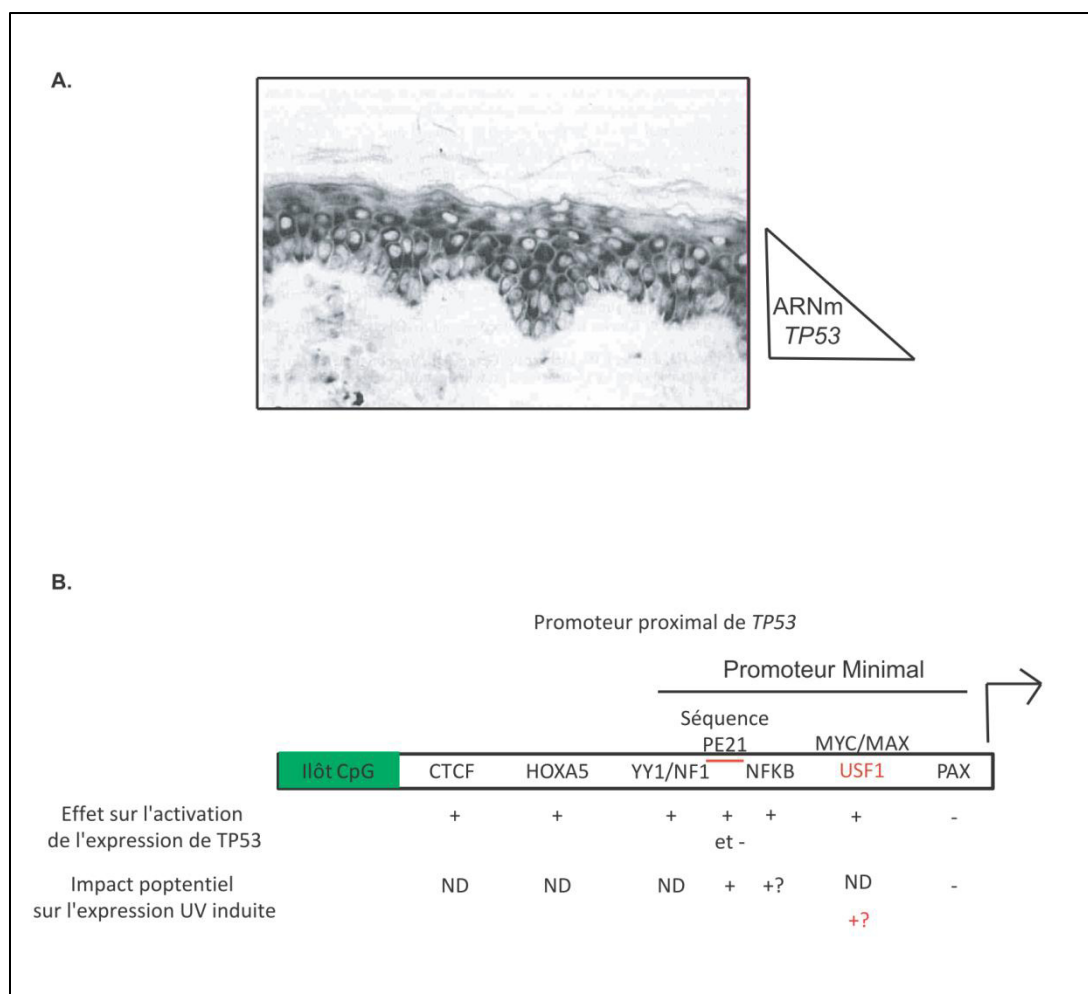 A.
ARNm
TP53
B.
Promoteur proximal de TP53
Promoteur Minimal
Séquence
PE21 MYC/MAX
Ilôt CpG CTCF HOXA5 YY1/NF1 NFKB USF1 PAX
Effet sur l'activation + + + + + + -
de l'expression de TP53 et -
Impact poptentiel ND ND ND + +? ND -
sur l'expression UV induite +?